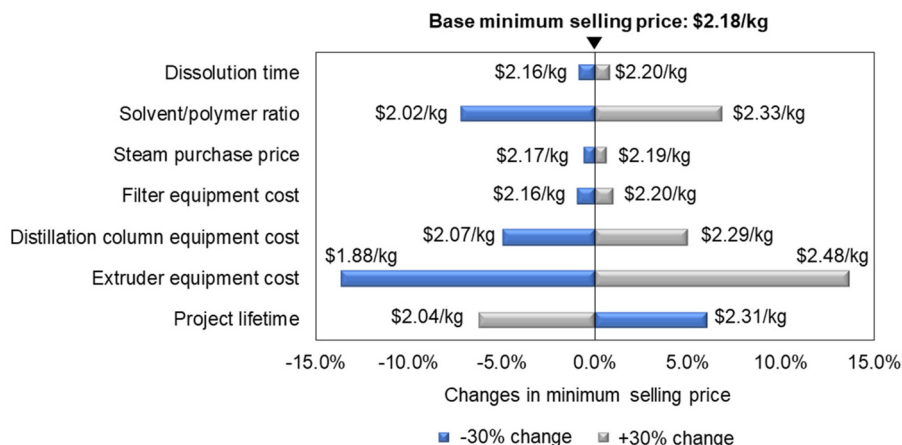 Base minimum selling price: $2.18/kg
Dissolution time $2.16/kg $2.20/kg
Solvent/polymer ratio $2.02/kg $2.33/kg
Steam purchase price $2.17/kg $2.19/kg
Filter equipment cost $2.16/kg $2.20/kg
Distillation column equipment cost $2.07/kg $2.29/kg
$1.88/kg $2.48/kg
Extruder equipment cost
Project lifetime $2.04/kg $2.31/kg
-15.0% -10.0% -5.0% 0.0% 5.0% 10.0% 15.0%
Changes in minimum selling price
-30% change +30% change